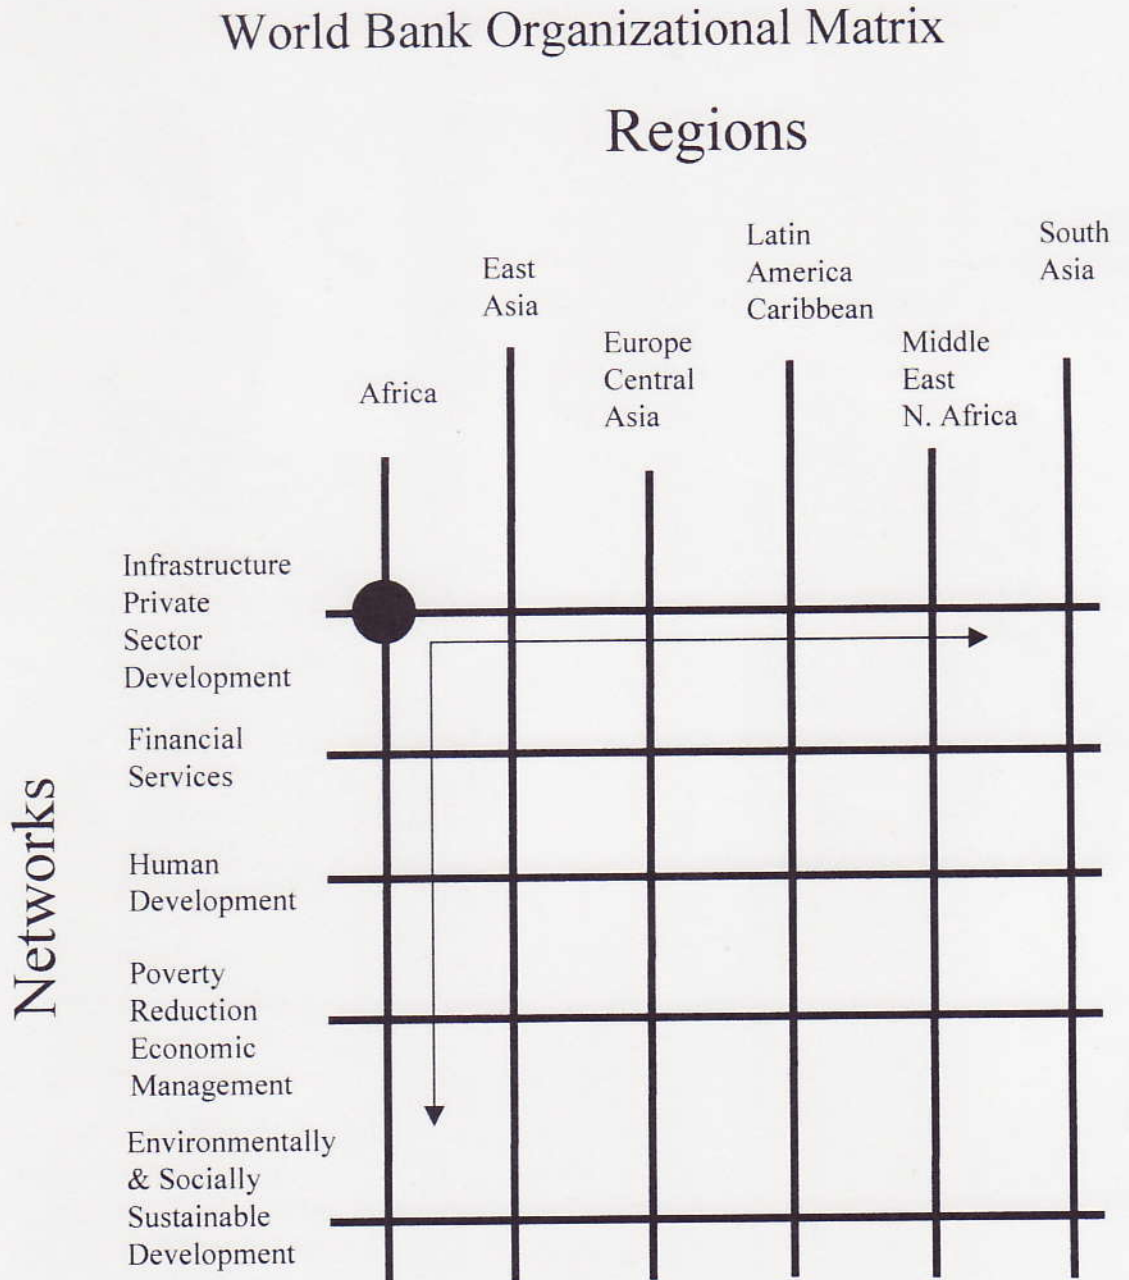 World Bank Organizational Matrix
Regions
Africa
East
Asia
Europe
Central
Asia
Latin
America
Caribbean
Middle
East
N. Africa
South
Asia
Networks
Infrastructure
Private
Sector
Development
Financial
Services
Human
Development
Poverty
Reduction
Economic
Management
Environmentally
& Socially
Sustainable
Development